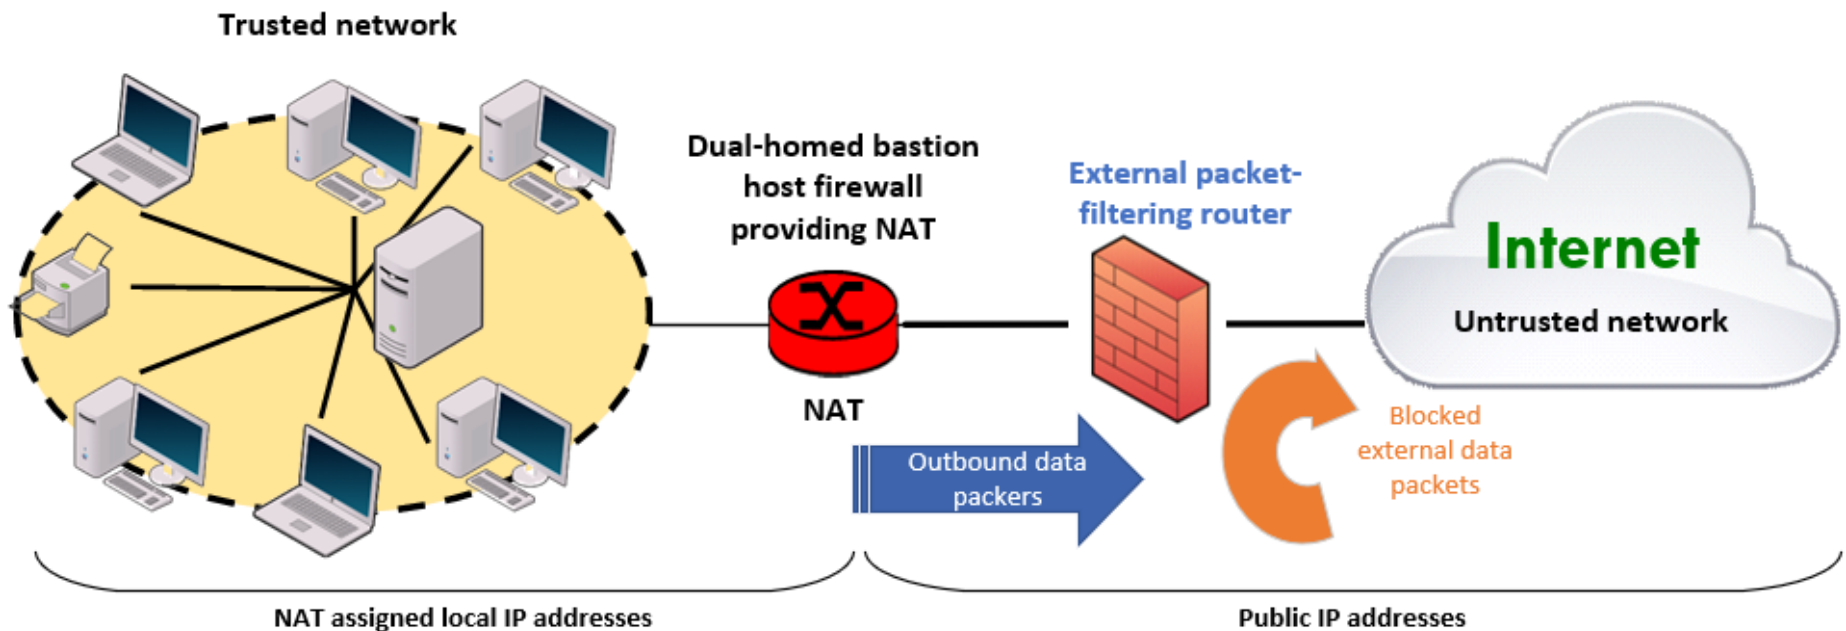 Trusted network
Dual-homed bastion
host firewall
providing NAT
NAT
External packet-
filtering router
Internet
Untrusted network
Outbound data
packers
Blocked
external data
packets
NAT assigned local IP addresses
Public IP addresses